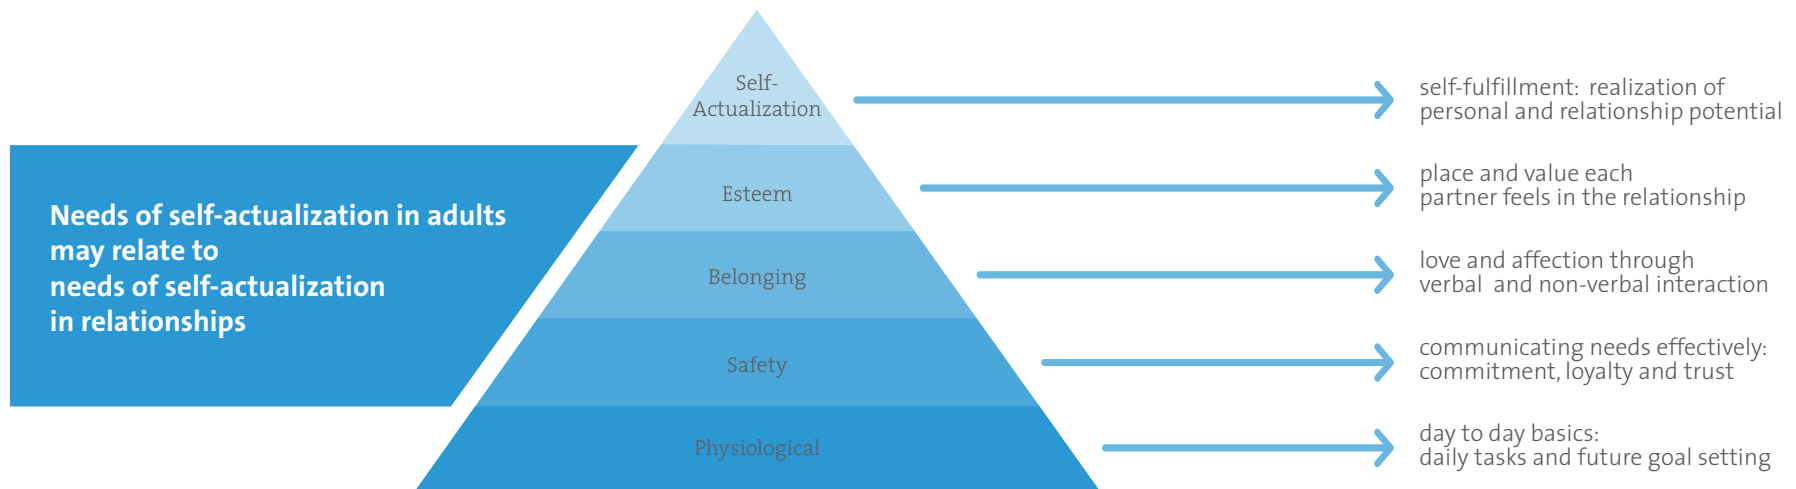 Needs of self-actualization in adults
may relate to
needs of self-actualization
in relationships
Self-
Actualization
self-fulfillment:  realization of
personal and relationship potential
Esteem
place and value each
partner feels in the relationship
Belonging
love and affection through
verbal  and non-verbal interaction
Safety
communicating needs effectively:
commitment, loyalty and trust
Physiological
day to day basics:
daily tasks and future goal setting